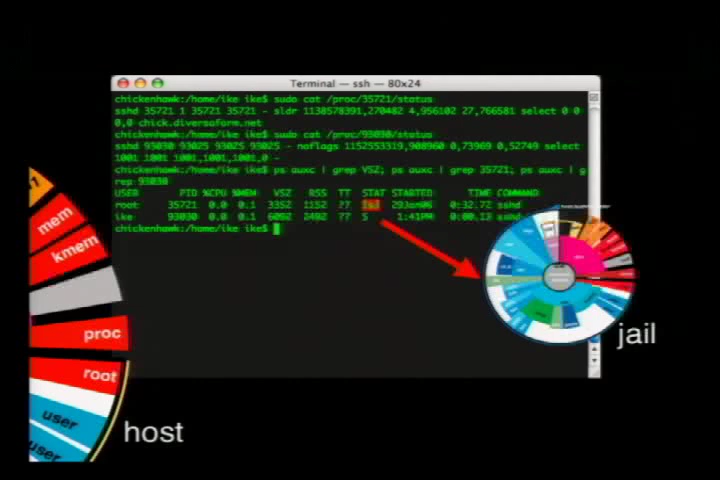 Terminal — ssh — 80x24
chickenhawk:/home/ike ike$ sudo cat /proc/35721/status
sshd 35721 1 35721 35721 - sldr 1138578391,270482 4,956102 27,766581 select 0 0
0,0 chick.diversaform.net
chickenhawk:/home/ike ike$ sudo cat /proc/93030/status
sshd 93030 93025 93025 93025 - noflags 1152553319,908960 0,73969 0,52749 select
1001 1001 1001,1001,1001,0 -
chickenhawk:/home/ike ike$ ps auxc | grep VSZ; ps auxc | grep 35721; ps auxc | g
rep 93030
USER PID %CPU %MEM VSZ RSS TT STAT STARTED TIME COMMAND
root 35721 0.0 0.1 3352 1152 ?? IsJ 29Jan06 0:32.72 sshd
ike 93030 0.0 0.1 6092 2492 ?? S 1:41PM 0:00.13 sshd
chickenhawk:/home/ike ike$
mem
kmem
proc
root
user
user
host
jail